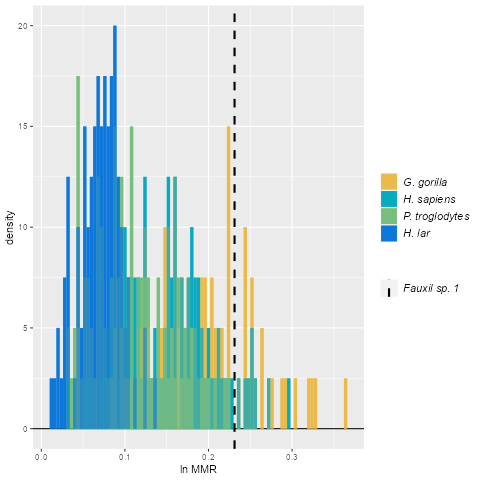 20
15
10
5
0
density
0.0 0.1 0.2 0.3
ln MMR
G. gorilla
H. sapiens
P. troglodytes
H. lar
Fauxil sp. 1